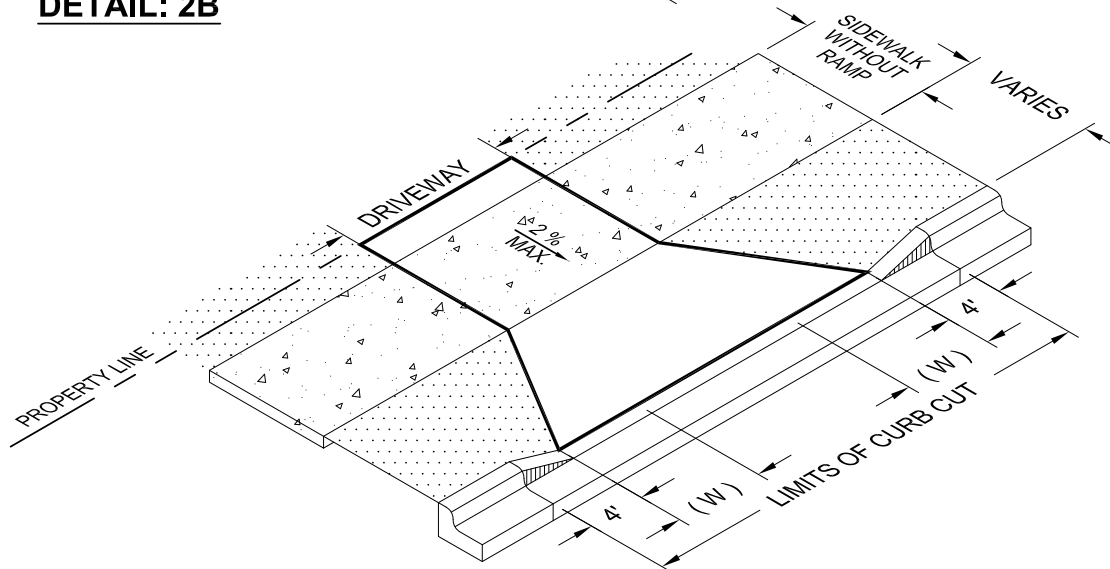 DETAIL: 2B
SIDEWALK
WITHOUT
RAMP
VARIES
DRIVEWAY
2%
MAX.
PROPERTY LINE
4'
( W )
LIMITS OF CURB CUT
( W )
4'